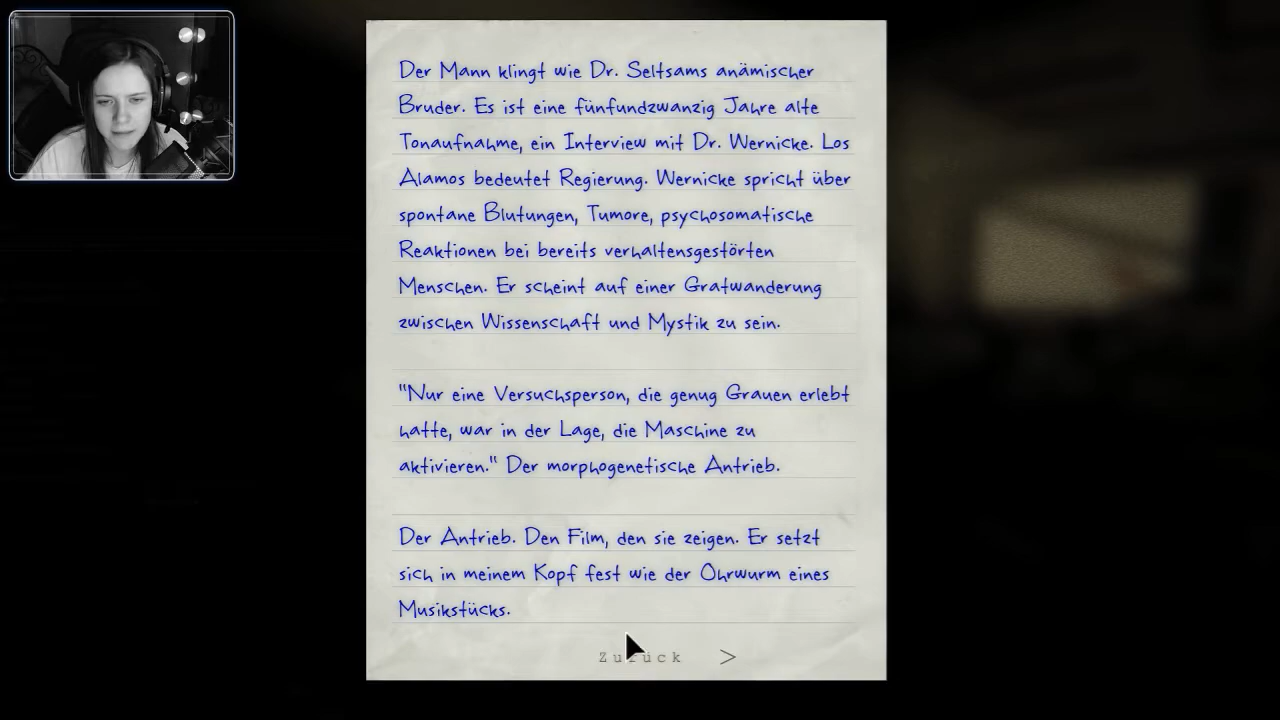 Der Mann klingt wie Dr. Seltsams anämischer
Bruder. Es ist eine fünfundzwanzig Jahre alte
Tonaufnahme, ein Interview mit Dr. Wernicke. Los
Alamos bedeutet Regierung. Wernicke spricht über
spontane Blutungen, Tumore, psychosomatische
Reaktionen bei bereits verhaltensgestörten
Menschen. Er scheint auf einer Gratwanderung
zwischen Wissenschaft und Mystik zu sein.
"Nur eine Versuchsperson, die genug Grauen erlebt
hatte, war in der Lage, die Maschine zu
aktivieren." Der morphogenetische Antrieb.
Der Antrieb. Den Film, den sie zeigen. Er setzt
sich in meinem Kopf fest wie der Ohrwurm eines
Musikstücks.
Zurück >